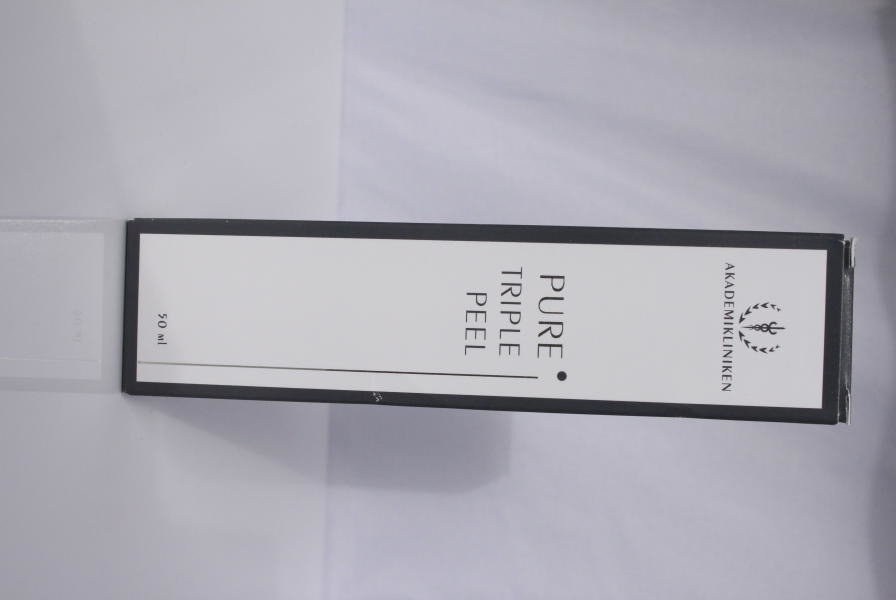 AKADEMIKLINIKEN
PURE
TRIPLE
PEEL
50 ml